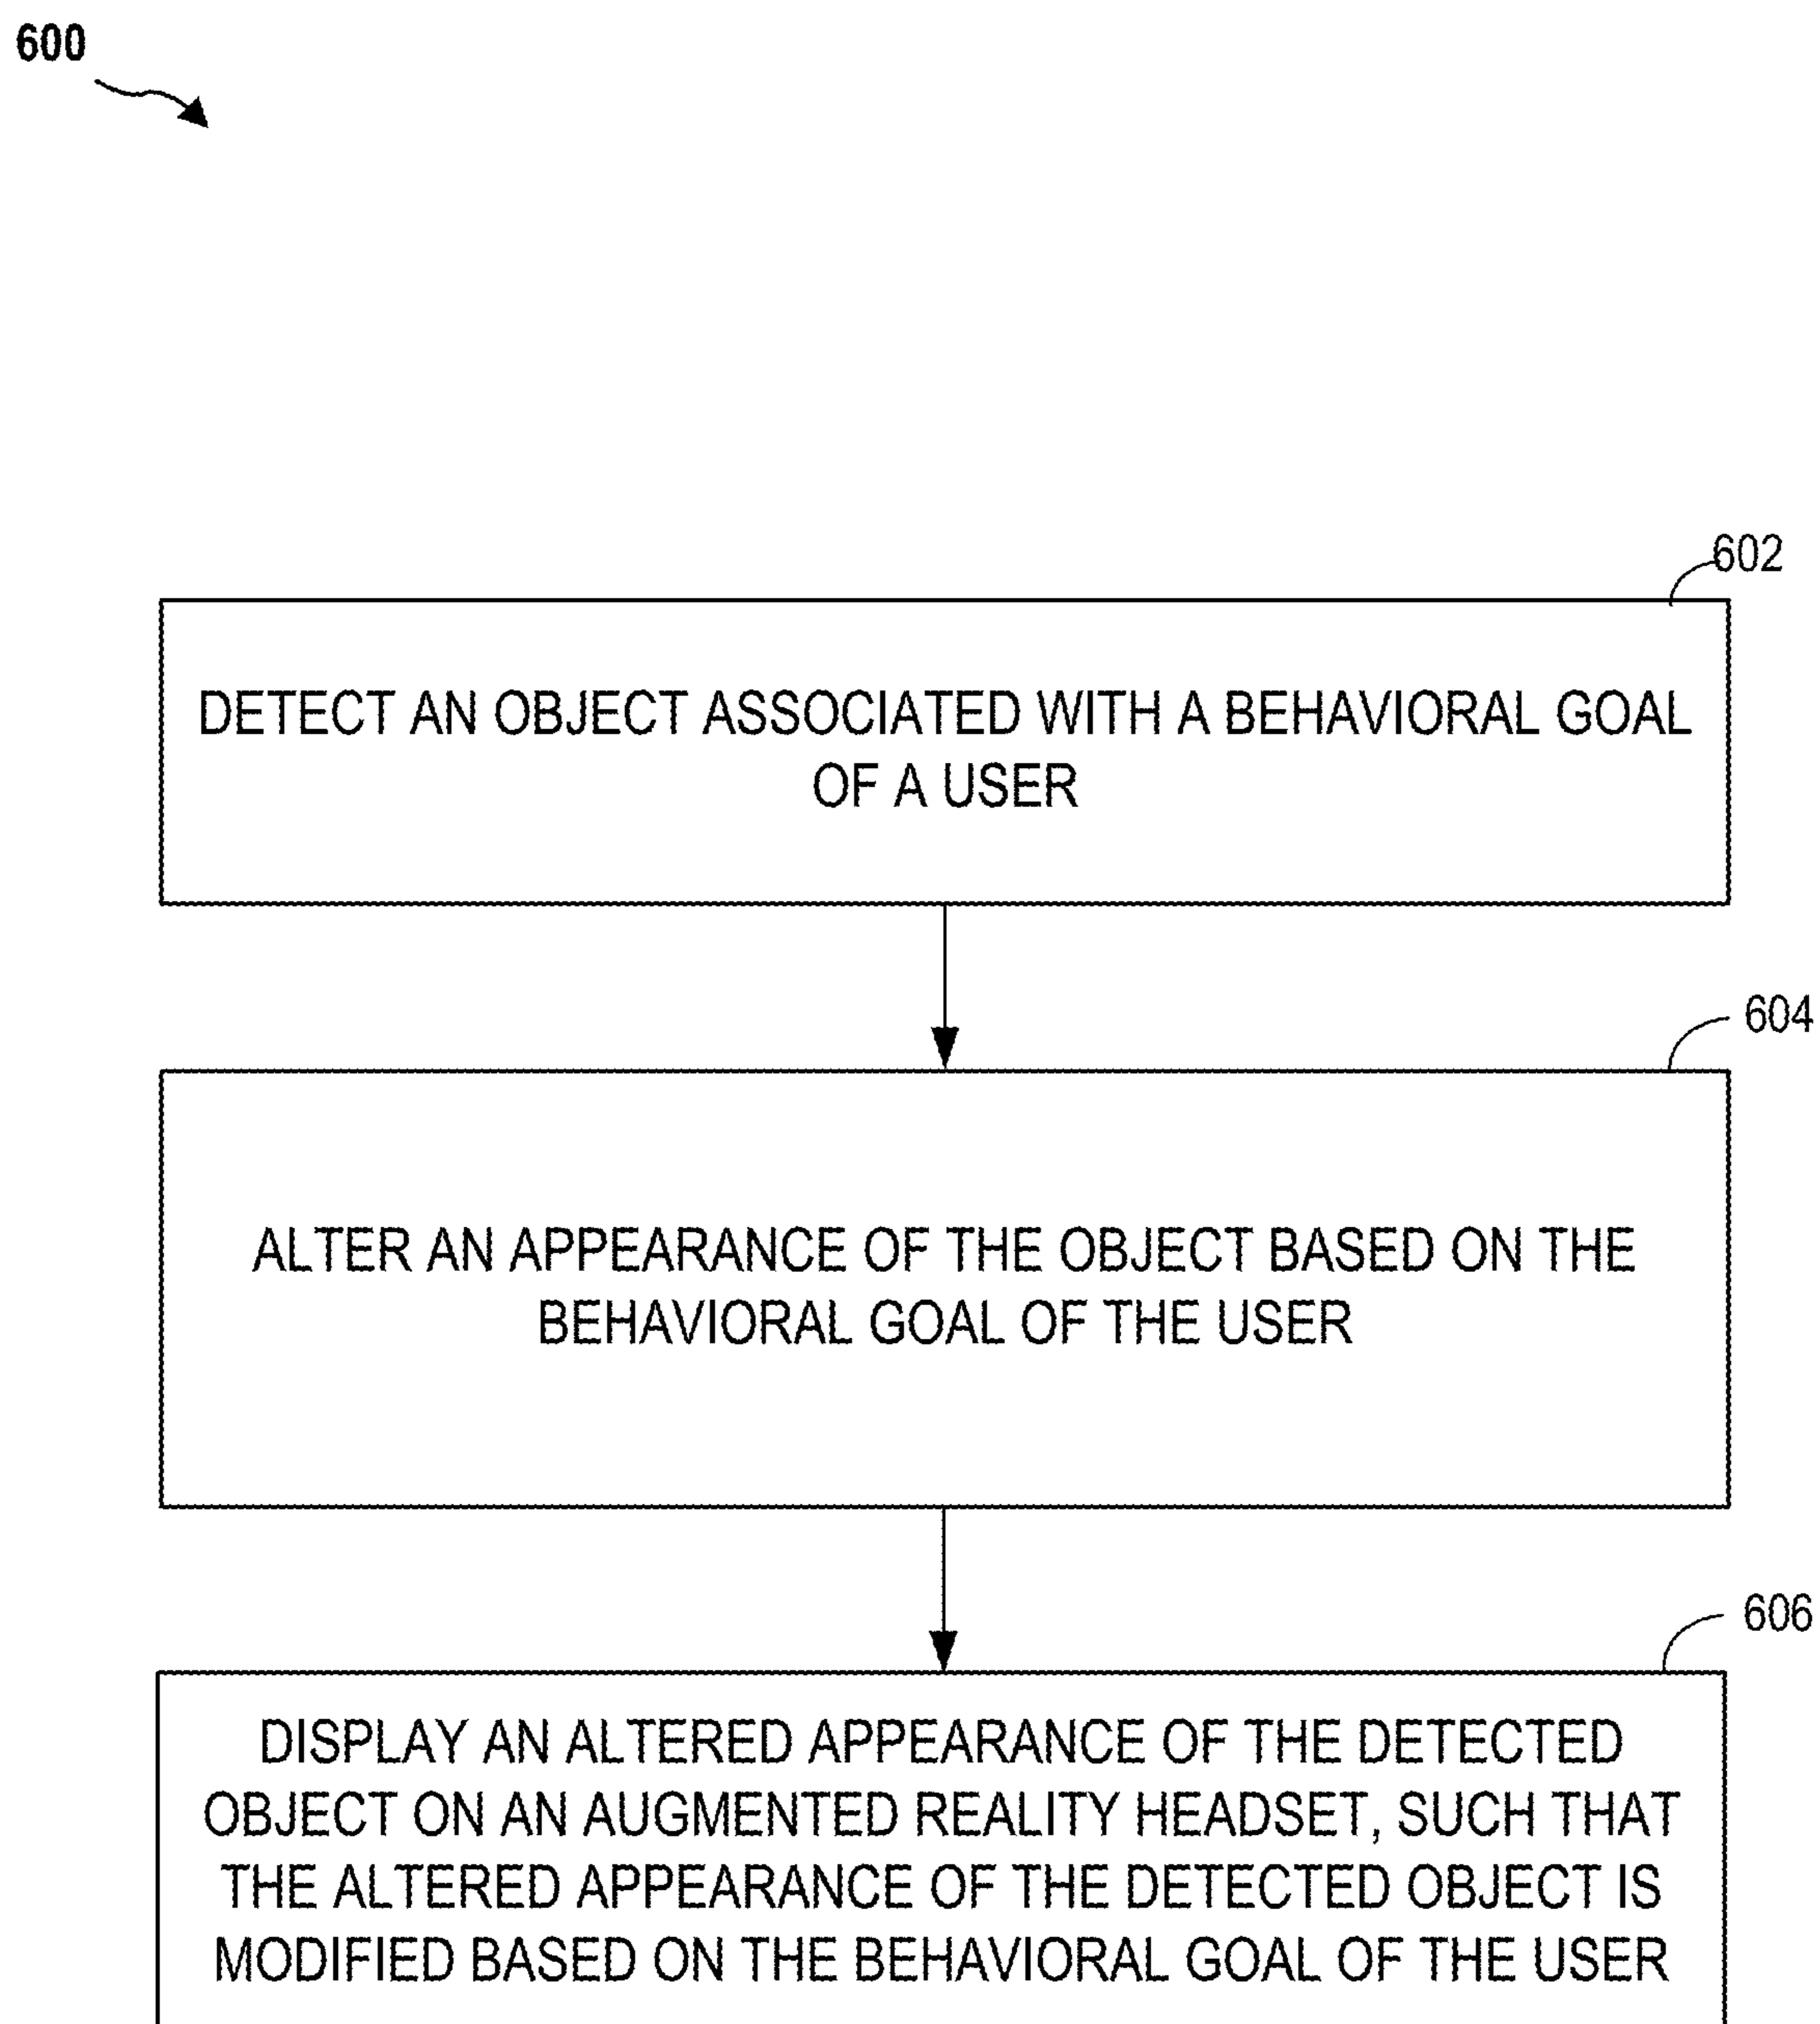 600
602
DETECT AN OBJECT ASSOCIATED WITH A BEHAVIORAL GOAL
OF A USER
604
ALTER AN APPEARANCE OF THE OBJECT BASED ON THE
BEHAVIORAL GOAL OF THE USER
606
DISPLAY AN ALTERED APPEARANCE OF THE DETECTED
OBJECT ON AN AUGMENTED REALITY HEADSET, SUCH THAT
THE ALTERED APPEARANCE OF THE DETECTED OBJECT IS
MODIFIED BASED ON THE BEHAVIORAL GOAL OF THE USER